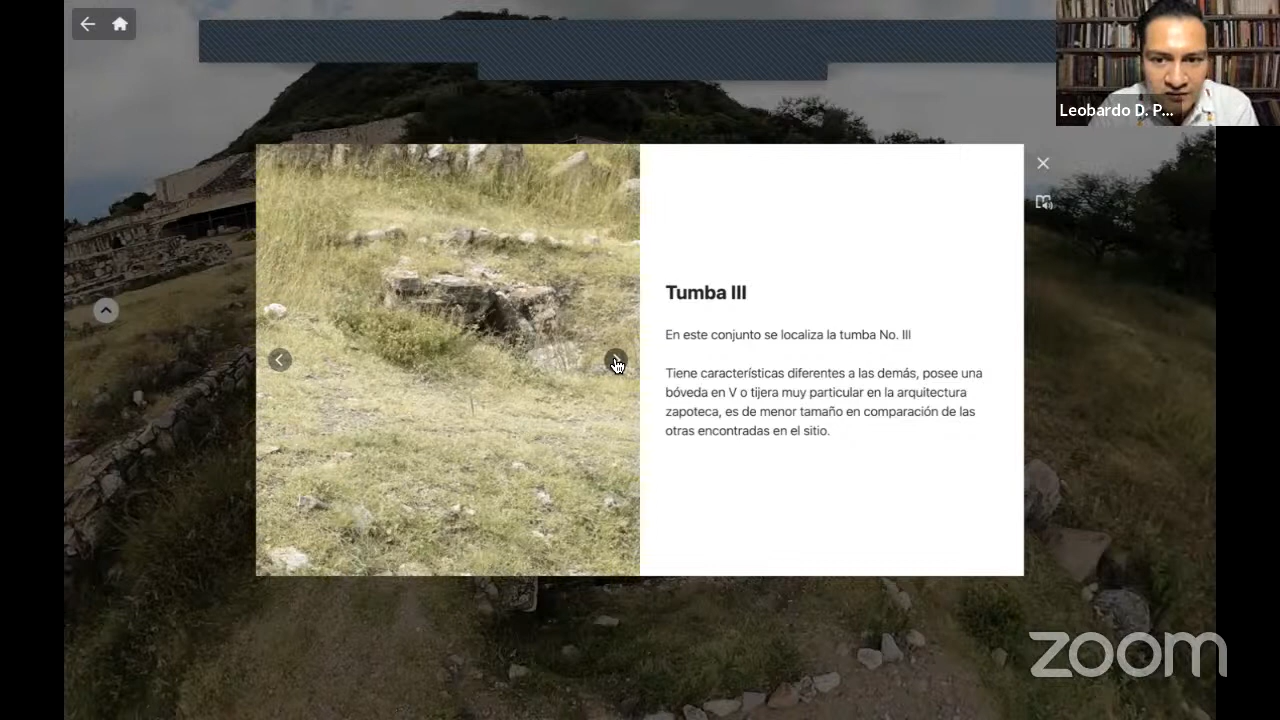 Leobardo D. P...
Tumba III
En este conjunto se localiza la tumba No. III
Tiene características diferentes a las demás, posee una
bóveda en V o tijera muy particular en la arquitectura
zapoteca, es de menor tamaño en comparación de las
otras encontradas en el sitio.
zoom